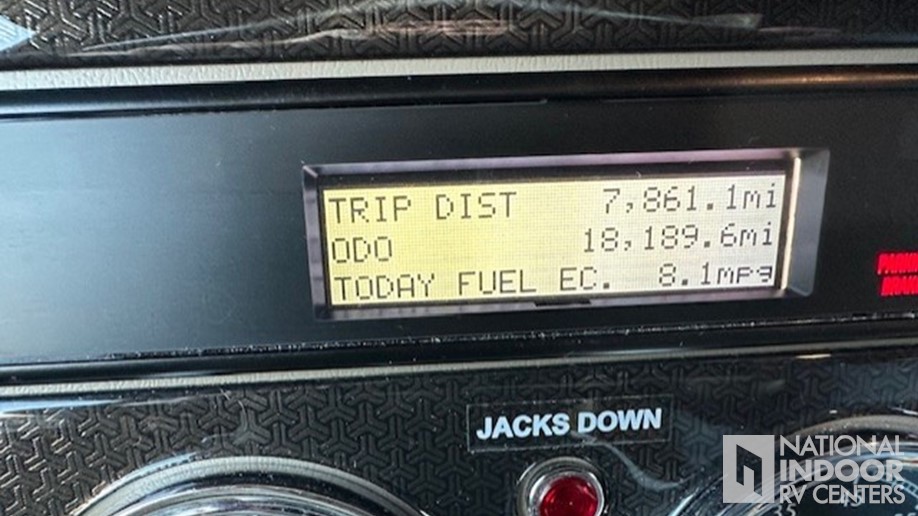 TRIP DIST 7,861.1mi
ODO 18,189.6mi
TODAY FUEL EC. 8.1mpg
JACKS DOWN
NATIONAL
INDOOR
RV CENTERS